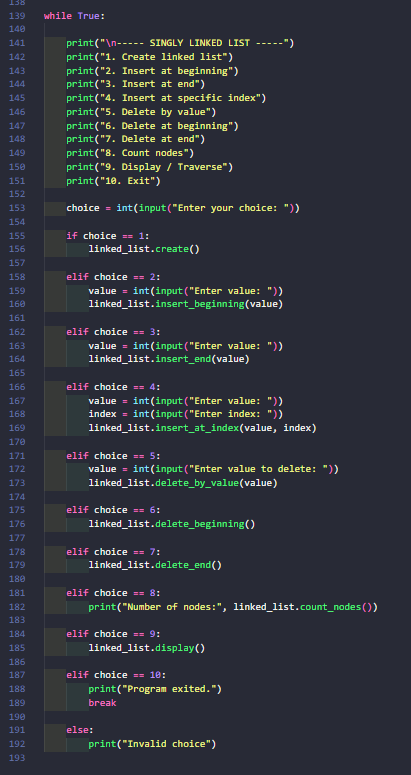 138
139 while True:
140
141     print("\n----- SINGLY LINKED LIST -----")
142     print("1. Create linked list")
143     print("2. Insert at beginning")
144     print("3. Insert at end")
145     print("4. Insert at specific index")
146     print("5. Delete by value")
147     print("6. Delete at beginning")
148     print("7. Delete at end")
149     print("8. Count nodes")
150     print("9. Display / Traverse")
151     print("10. Exit")
152
153     choice = int(input("Enter your choice: "))
154
155     if choice == 1:
156         linked_list.create()
157
158     elif choice == 2:
159         value = int(input("Enter value: "))
160         linked_list.insert_beginning(value)
161
162     elif choice == 3:
163         value = int(input("Enter value: "))
164         linked_list.insert_end(value)
165
166     elif choice == 4:
167         value = int(input("Enter value: "))
168         index = int(input("Enter index: "))
169         linked_list.insert_at_index(value, index)
170
171     elif choice == 5:
172         value = int(input("Enter value to delete: "))
173         linked_list.delete_by_value(value)
174
175     elif choice == 6:
176         linked_list.delete_beginning()
177
178     elif choice == 7:
179         linked_list.delete_end()
180
181     elif choice == 8:
182         print("Number of nodes:", linked_list.count_nodes())
183
184     elif choice == 9:
185         linked_list.display()
186
187     elif choice == 10:
188         print("Program exited.")
189         break
190
191     else:
192         print("Invalid choice")
193